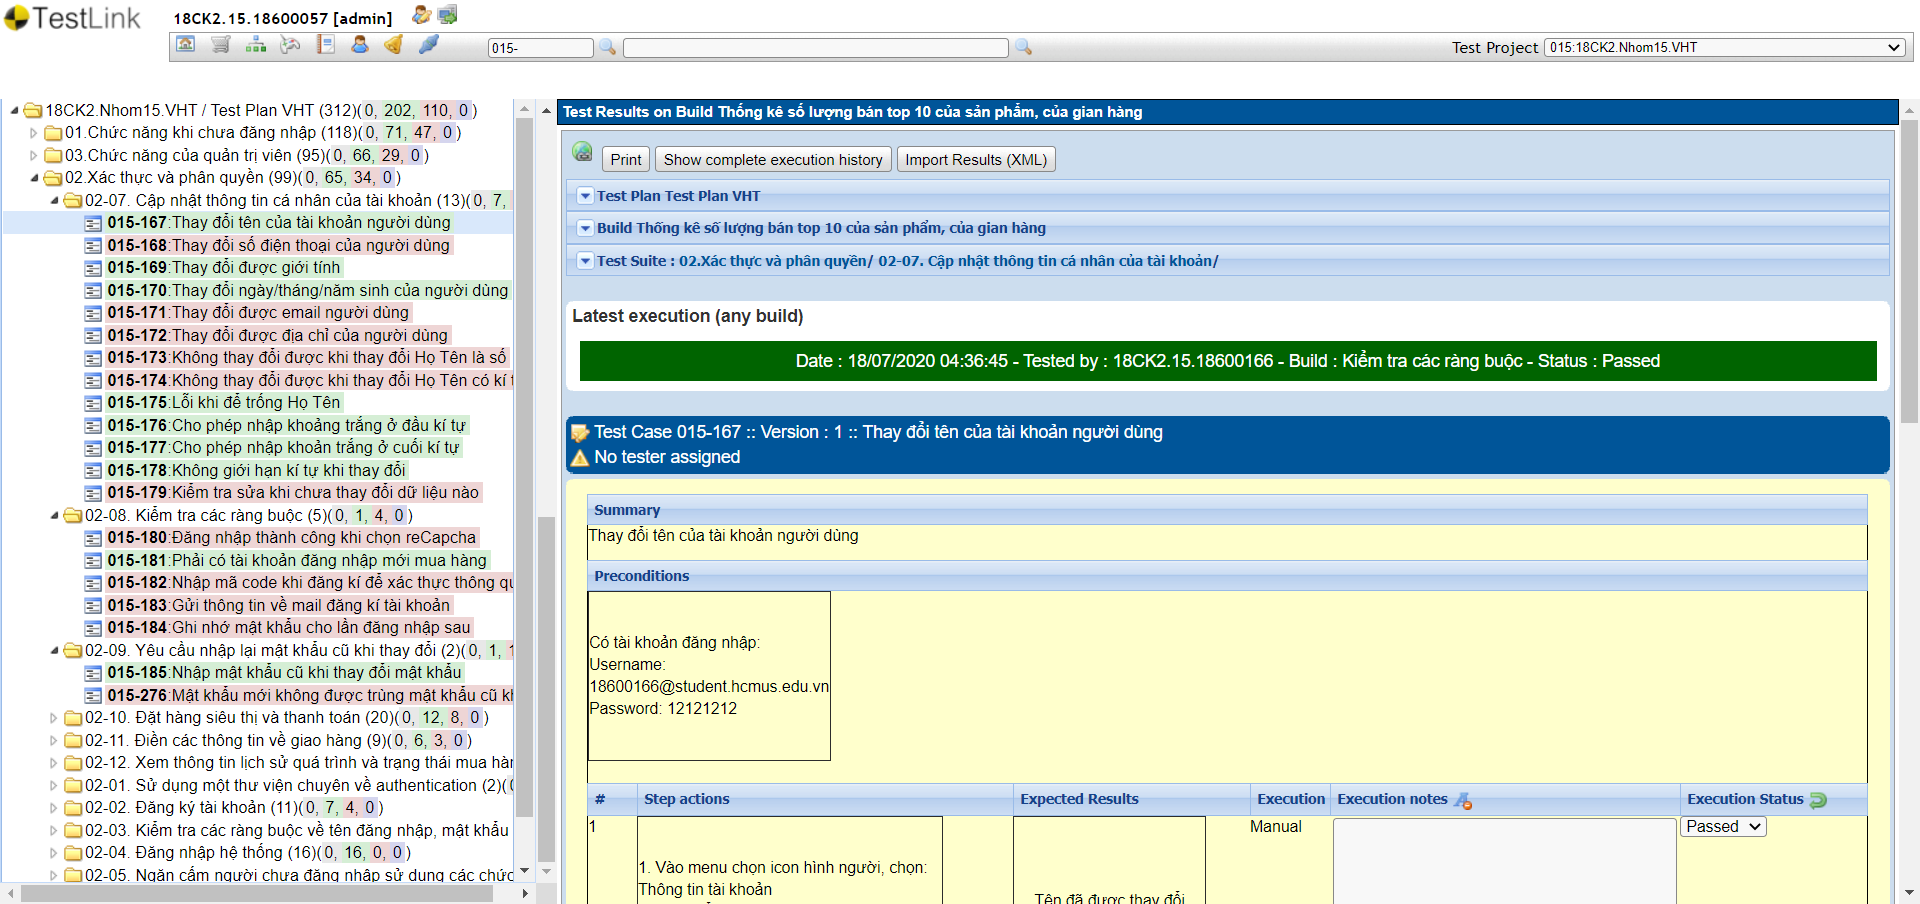 TestLink
18CK2.15.18600057 [admin]
015-
Test Project
015:18CK2.Nhom15.VHT
18CK2.Nhom15.VHT / Test Plan VHT (312)(0, 202, 110, 0)
01.Chức năng khi chưa đăng nhập (118)(0, 71, 47, 0)
03.Chức năng của quản trị viên (95)(0, 66, 29, 0)
02.Xác thực và phân quyền (99)(0, 65, 34, 0)
02-07. Cập nhật thông tin cá nhân của tài khoản (13)(0, 7,
015-167:Thay đổi tên của tài khoản người dùng
015-168:Thay đổi số điện thoại của người dùng
015-169:Thay đổi được giới tính
015-170:Thay đổi ngày/tháng/năm sinh của người dùng
015-171:Thay đổi được email người dùng
015-172:Thay đổi được địa chỉ của người dùng
015-173:Không thay đổi được khi thay đổi Họ Tên là số
015-174:Không thay đổi được khi thay đổi Họ Tên có kí
015-175:Lỗi khi để trống Họ Tên
015-176:Cho phép nhập khoảng trắng ở đầu kí tự
015-177:Cho phép nhập khoản trắng ở cuối kí tự
015-178:Không giới hạn kí tự khi thay đổi
015-179:Kiểm tra sửa khi chưa thay đổi dữ liệu nào
02-08. Kiểm tra các ràng buộc (5)(0, 1, 4, 0)
015-180:Đăng nhập thành công khi chọn reCapcha
015-181:Phải có tài khoản đăng nhập mới mua hàng
015-182:Nhập mã code khi đăng kí để xác thực thông
015-183:Gửi thông tin về mail đăng kí tài khoản
015-184:Ghi nhớ mật khẩu cho lần đăng nhập sau
02-09. Yêu cầu nhập lại mật khẩu cũ khi thay đổi (2)(0, 1,
015-185:Nhập mật khẩu cũ khi thay đổi mật khẩu
015-276:Mật khẩu mới không được trùng mật khẩu cũ
02-10. Đặt hàng siêu thị và thanh toán (20)(0, 12, 8, 0)
02-11. Điền các thông tin về giao hàng (9)(0, 6, 3, 0)
02-12. Xem thông tin lịch sử quá trình và trạng thái mua
02-01. Sử dụng một thư viện chuyên về authentication (2)(
02-02. Đăng ký tài khoản (11)(0, 7, 4, 0)
02-03. Kiểm tra các ràng buộc về tên đăng nhập, mật khẩu
02-04. Đăng nhập hệ thống (16)(0, 16, 0, 0)
02-05. Ngăn cấm người chưa đăng nhập sử dụng các chức
Test Results on Build Thống kê số lượng bán top 10 của sản phẩm, của gian hàng
Print
Show complete execution history
Import Results (XML)
Test Plan Test Plan VHT
Build Thống kê số lượng bán top 10 của sản phẩm, của gian hàng
Test Suite : 02.Xác thực và phân quyền/ 02-07. Cập nhật thông tin cá nhân của tài khoản/
Latest execution (any build)
Date : 18/07/2020 04:36:45 - Tested by : 18CK2.15.18600166 - Build : Kiểm tra các ràng buộc - Status : Passed
Test Case 015-167 :: Version : 1 :: Thay đổi tên của tài khoản người dùng
No tester assigned
Summary
Thay đổi tên của tài khoản người dùng
Preconditions
Có tài khoản đăng nhập:
Username:
18600166@student.hcmus.edu.vn
Password: 12121212
# Step actions Expected Results Execution Execution notes Execution Status
1 Manual Passed
1. Vào menu chọn icon hình người, chọn:
Thông tin tài khoản
Tên đã được thay đổi